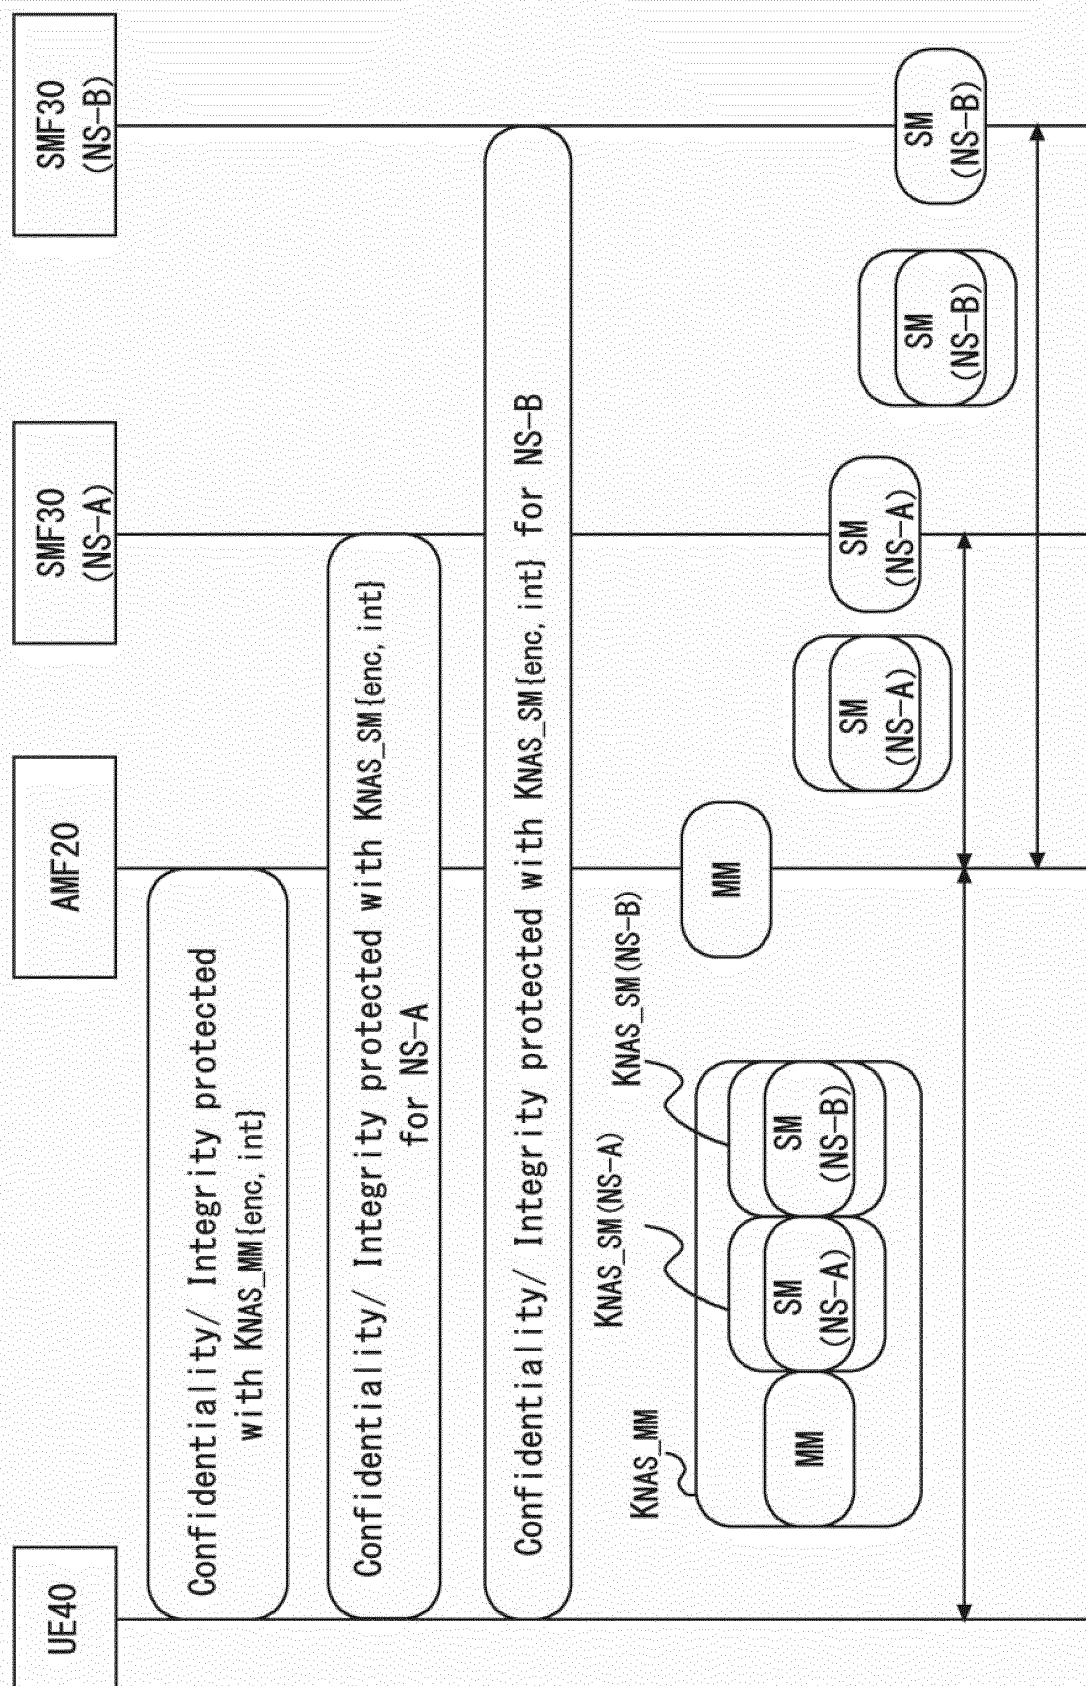 UE40
AMF20
SMF30
(NS-A)
SMF30
(NS-B)
Confidentiality/ Integrity protected
with KNAS_MM{enc, int}
Confidentiality/ Integrity protected with KNAS_SM{enc, int}
for NS-A
Confidentiality/ Integrity protected with KNAS_SM{enc, int} for NS-B
KNAS_MM
KNAS_SM(NS-A)
KNAS_SM(NS-B)
MM
SM
(NS-A)
SM
(NS-B)
MM
SM
(NS-A)
SM
(NS-A)
SM
(NS-B)
SM
(NS-B)